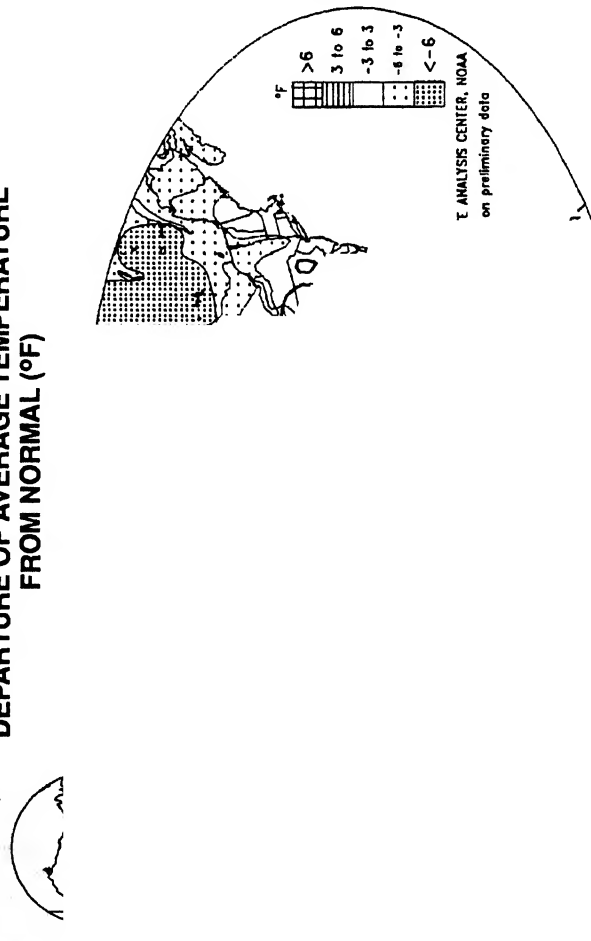 DEPARTURE OF AVERAGE TEMPERATURE
FROM NORMAL (°F)
°F
>6
3 to 6
-3 to 3
-6 to -3
<-6
E ANALYSIS CENTER, NOAA
on preliminary data